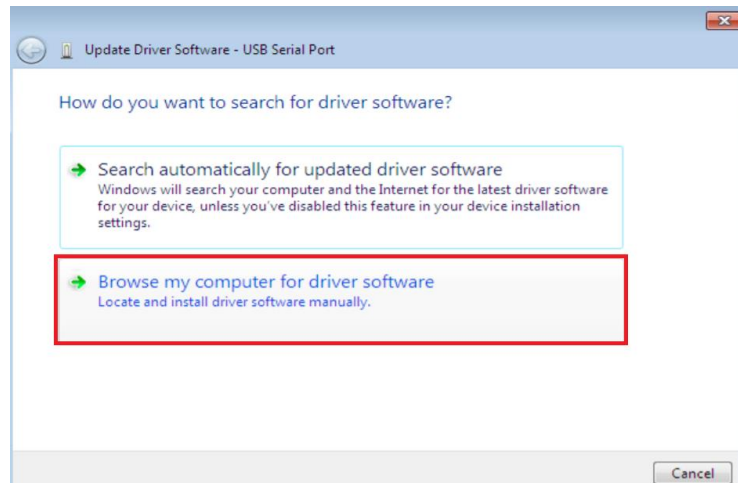 Update Driver Software - USB Serial Port
How do you want to search for driver software?
Search automatically for updated driver software
Windows will search your computer and the Internet for the latest driver software
for your device, unless you've disabled this feature in your device installation
settings.
Browse my computer for driver software
Locate and install driver software manually.
Cancel